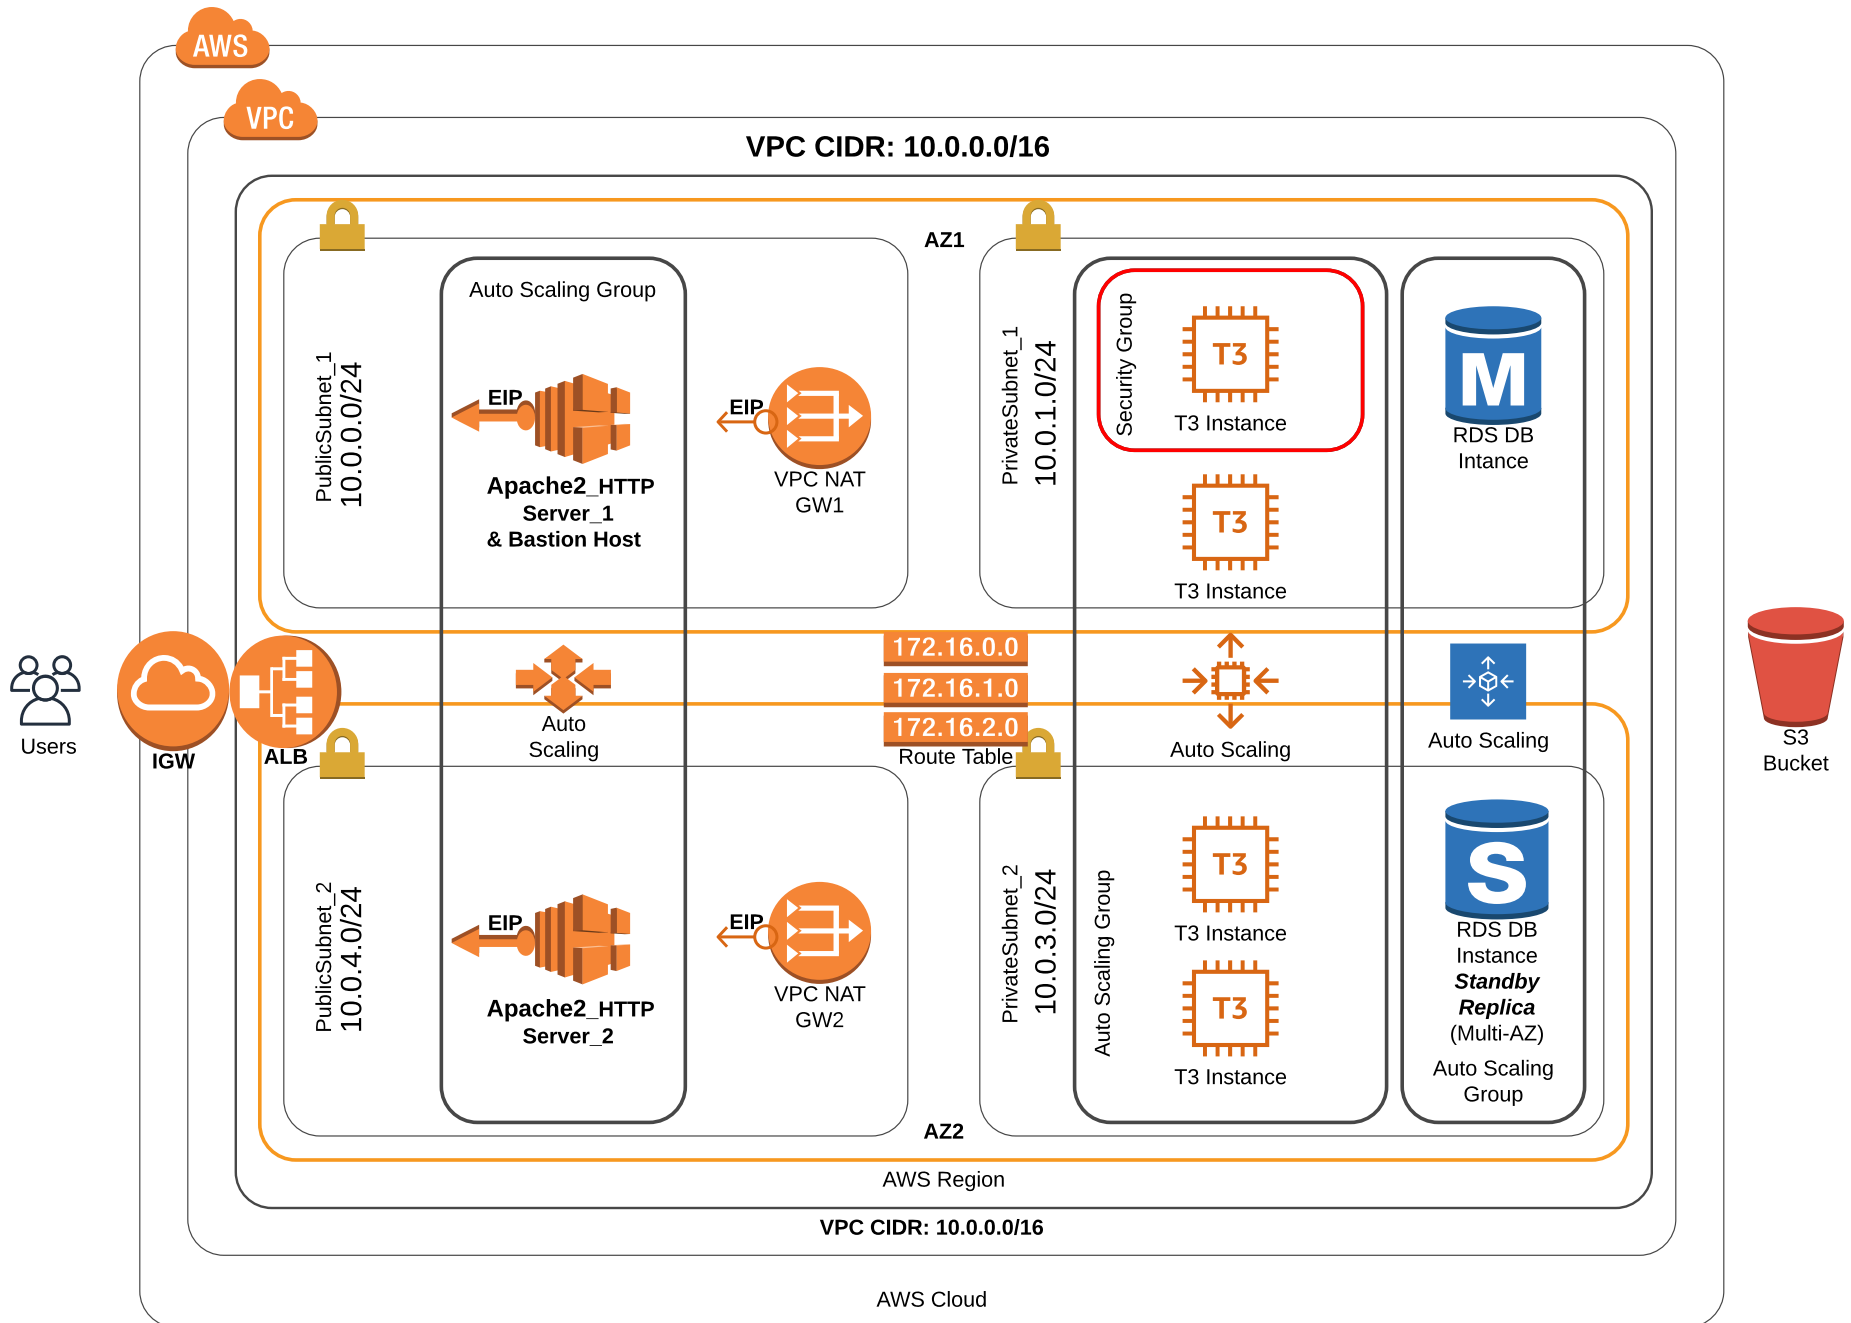 AWS
VPC
VPC CIDR: 10.0.0.0/16
AZ1
PublicSubnet_1
10.0.0.0/24
Auto Scaling Group
EIP
Apache2_HTTP
Server_1
& Bastion Host
EIP
VPC NAT
GW1
PrivateSubnet_1
10.0.1.0/24
Security Group
T3
T3 Instance
T3
T3 Instance
M
RDS DB
Intance
Users
IGW
ALB
Auto
Scaling
172.16.0.0
172.16.1.0
172.16.2.0
Route Table
Auto Scaling
Auto Scaling
S3
Bucket
PublicSubnet_2
10.0.4.0/24
EIP
Apache2_HTTP
Server_2
EIP
VPC NAT
GW2
PrivateSubnet_2
10.0.3.0/24
Auto Scaling Group
T3
T3 Instance
T3
T3 Instance
S
RDS DB
Instance
Standby
Replica
(Multi-AZ)
Auto Scaling
Group
AZ2
AWS Region
VPC CIDR: 10.0.0.0/16
AWS Cloud